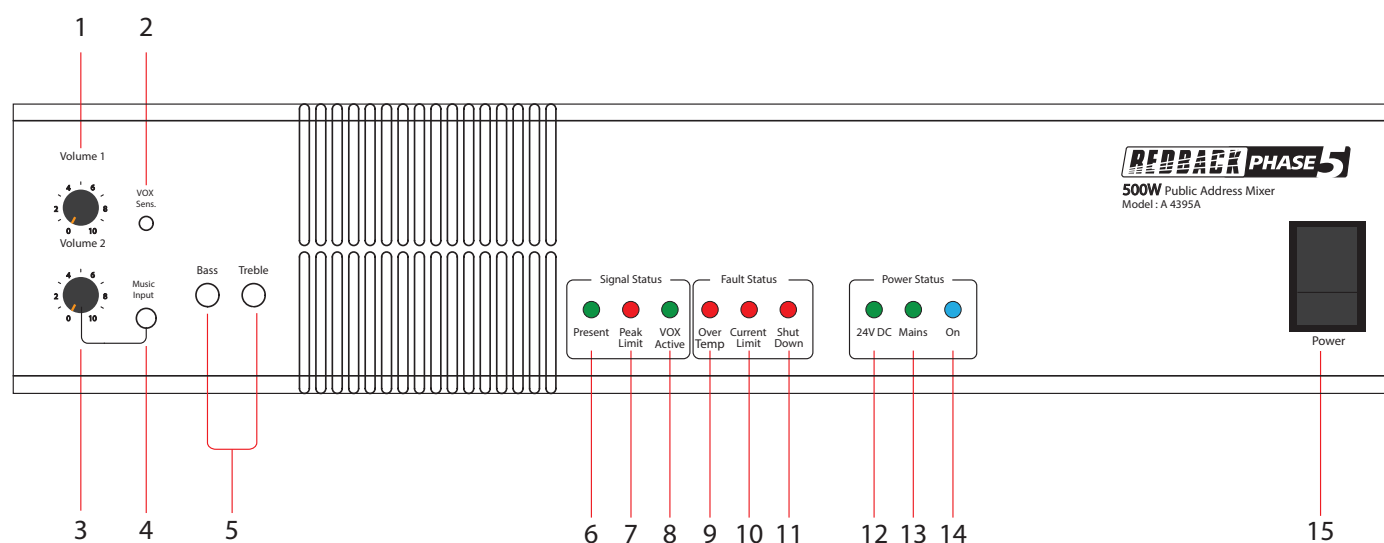 1 2
Volume 1
4 6
2 8
0 10
VOX
Sens.
Volume 2
4 6
2 8
0 10
Music
Input
Bass Treble
Signal Status
Present
Peak
Limit
VOX
Active
Fault Status
Over
Temp
Current
Limit
Shut
Down
Power Status
24V DC Mains On
REDBACK PHASE 5
500W Public Address Mixer
Model : A 4395A
Power
3 4 5 6 7 8 9 10 11 12 13 14 15